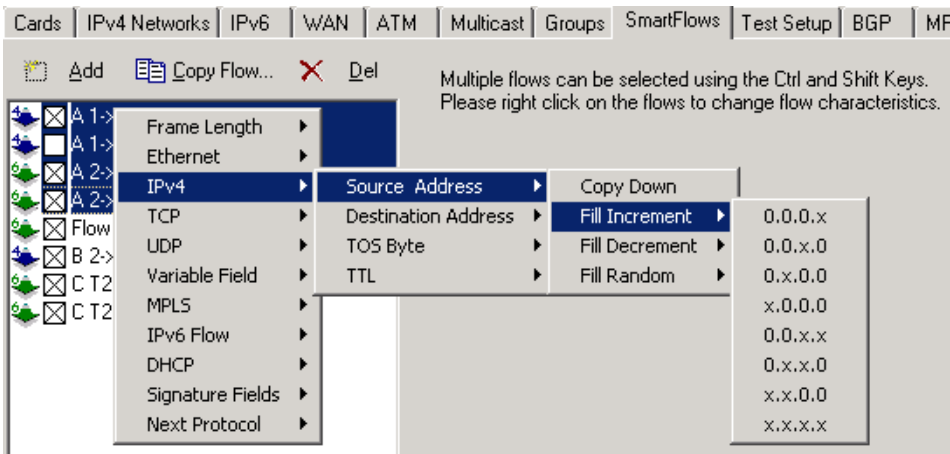 Cards IPv4 Networks IPv6 WAN ATM Multicast Groups SmartFlows Test Setup BGP
Add Copy Flow... Del
Multiple flows can be selected using the Ctrl and Shift Keys.
Please right click on the flows to change flow characteristics.
A 1->
A 1->
A 2->
A 2->
Flow
B 2->
C T2
C T2
Frame Length
Ethernet
IPv4
TCP
UDP
Variable Field
MPLS
IPv6 Flow
DHCP
Signature Fields
Next Protocol
Source Address
Destination Address
TOS Byte
TTL
Copy Down
Fill Increment
Fill Decrement
Fill Random
0.0.0.x
0.0.x.0
0.x.0.0
x.0.0.0
0.0.x.x
0.x.x.0
x.x.0.0
x.x.x.x